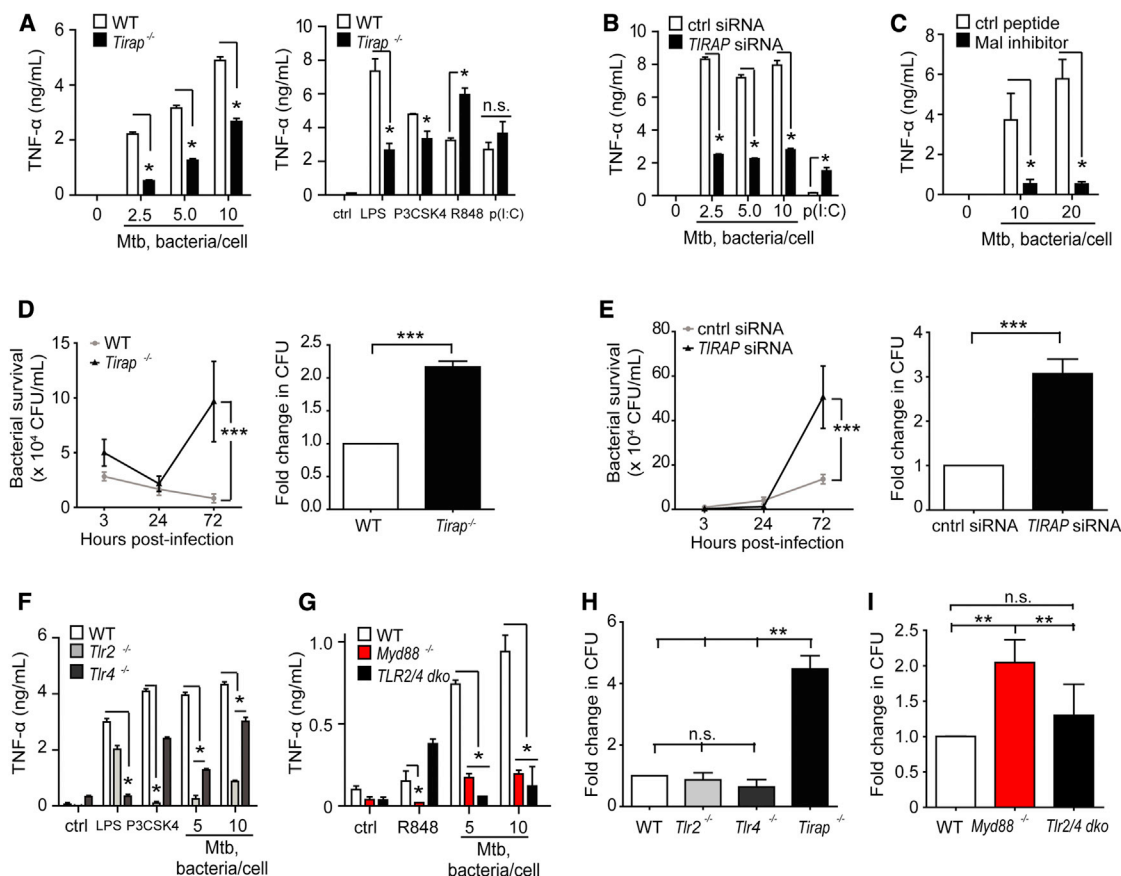 A
WT
Tirap -/-
TNF-α (ng/mL)
6
4
2
0
0 2.5 5.0 10
Mtb, bacteria/cell
WT
Tirap -/-
TNF-α (ng/mL)
10
8
6
4
2
0
* * * n.s.
ctrl LPS P3CSK4 R848 p(I:C)
B
ctrl siRNA
TIRAP siRNA
TNF-α (ng/mL)
10
8
6
4
2
0
* * * *
0 2.5 5.0 10 p(I:C)
Mtb, bacteria/cell
C
ctrl peptide
Mal inhibitor
TNF-α (ng/mL)
8
6
4
2
0
* *
0 10 20
Mtb, bacteria/cell
D
WT
Tirap -/-
Bacterial survival
(x 10⁴ CFU/mL)
15
10
5
0
***
3 24 72
Hours post-infection
Fold change in CFU
2.5
2.0
1.5
1.0
0.5
0.0
***
WT Tirap-/-
E
cntrl siRNA
TIRAP siRNA
Bacterial survival
(x 10⁴ CFU/mL)
80
60
40
20
0
***
3 24 72
Hours post-infection
Fold change in CFU
4
3
2
1
0
***
cntrl siRNA TIRAP siRNA
F
WT
Tlr2 -/-
Tlr4 -/-
TNF-α (ng/mL)
6
4
2
0
* * * *
ctrl LPS P3CSK4 5 10
Mtb,
bacteria/cell
G
WT
Myd88 -/-
TLR2/4 dko
TNF-α (ng/mL)
1.0
0.5
0
* * *
ctrl R848 5 10
Mtb,
bacteria/cell
H
Fold change in CFU
6
4
2
0
**
n.s.
WT Tlr2 -/- Tlr4 -/- Tirap -/-
I
Fold change in CFU
2.5
2.0
1.5
1.0
0.5
0.0
n.s.
** **
WT Myd88 -/- Tlr2/4 dko